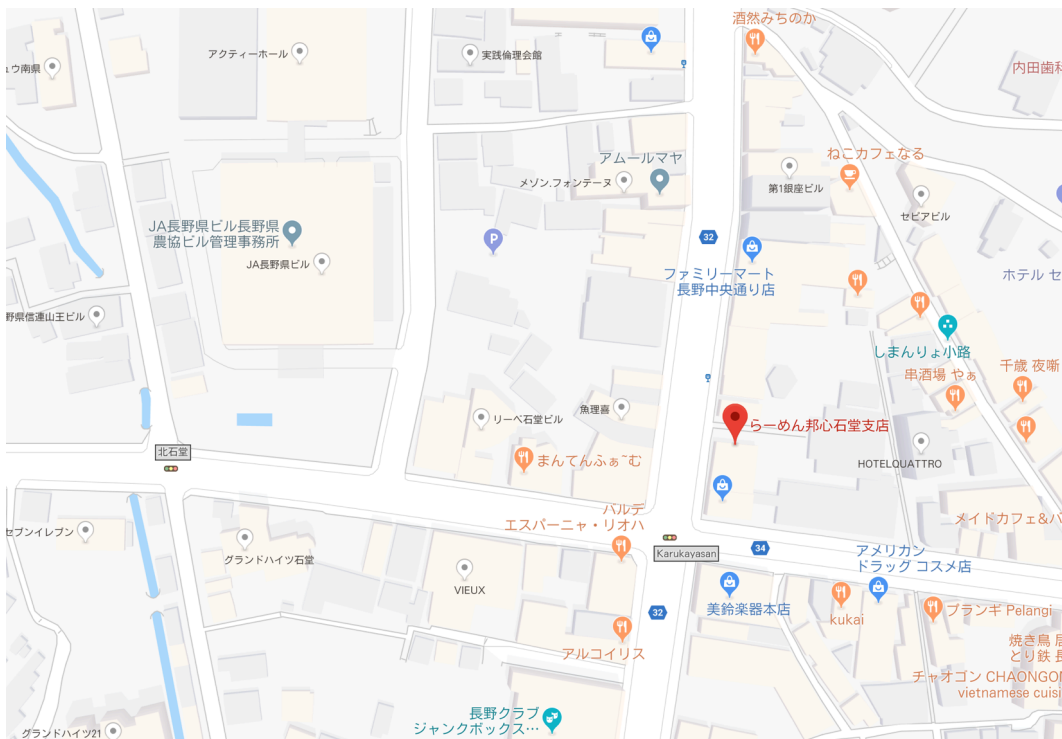 酒然みちのか
アクティーホール
実践倫理会館
ュウ南県
内田歯科
アムールマヤ
メゾン.フォンテーヌ
ねこカフェなる
第1銀座ビル
セピアビル
JA長野県ビル長野県
農協ビル管理事務所
JA長野県ビル
P
32
ファミリーマート
長野中央通り店
ホテル セ
野県信連山王ビル
しまんりょ小路
串酒場 やぁ
千歳 夜噺
リーベ石堂ビル
魚理喜
らーめん邦心石堂支店
北石堂
まんてんふぁ~む
HOTELQUATTRO
バルデ
エスパーニャ・リオハ
メイドカフェ&バ
セブンイレブン
グランドハイツ石堂
Karukayasan
34
アメリカン
ドラッグ コスメ店
VIEUX
美鈴楽器本店
kukai
ブランギ Pelangi
32
アルコイリス
焼き鳥 居
とり鉄 長
チャオゴン CHAONGON
vietnamese cuisi
長野クラブ
ジャンクボックス…
グランドハイツ21